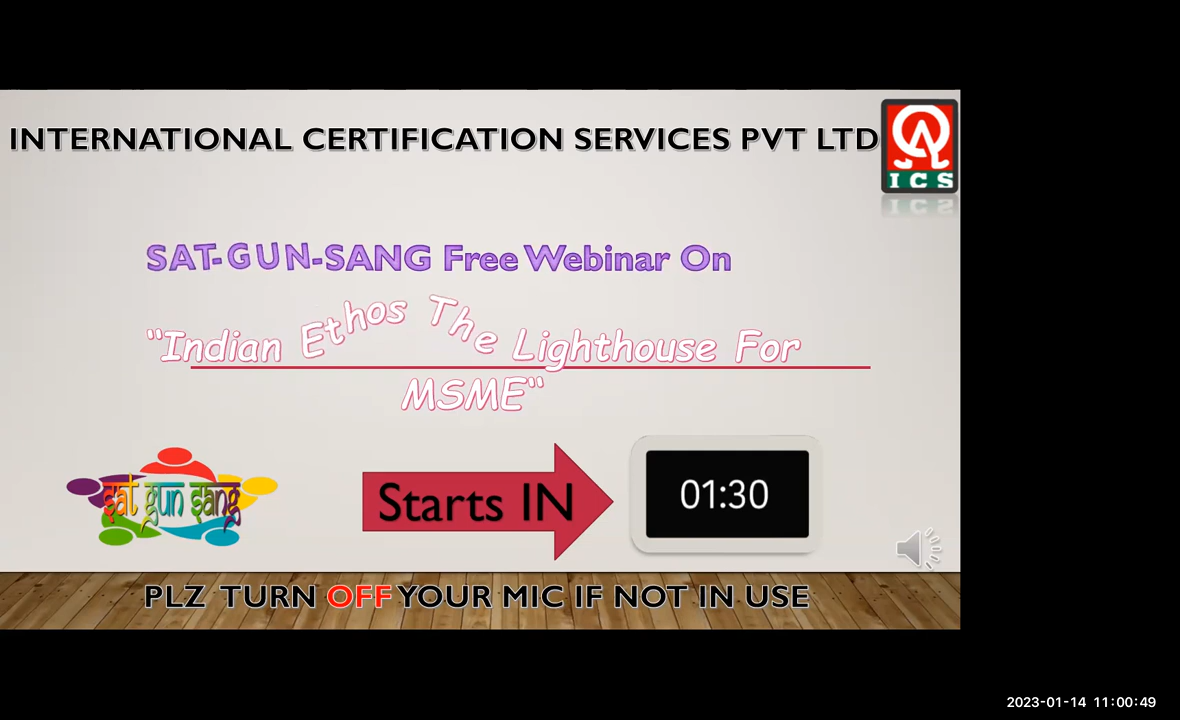 INTERNATIONAL CERTIFICATION SERVICES PVT LTD
I C S
SAT-GUN-SANG Free Webinar On
"Indian Ethos The Lighthouse For
MSME"
sat gun sang
Starts IN
01:30
PLZ TURN OFF YOUR MIC IF NOT IN USE
2023-01-14 11:00:49